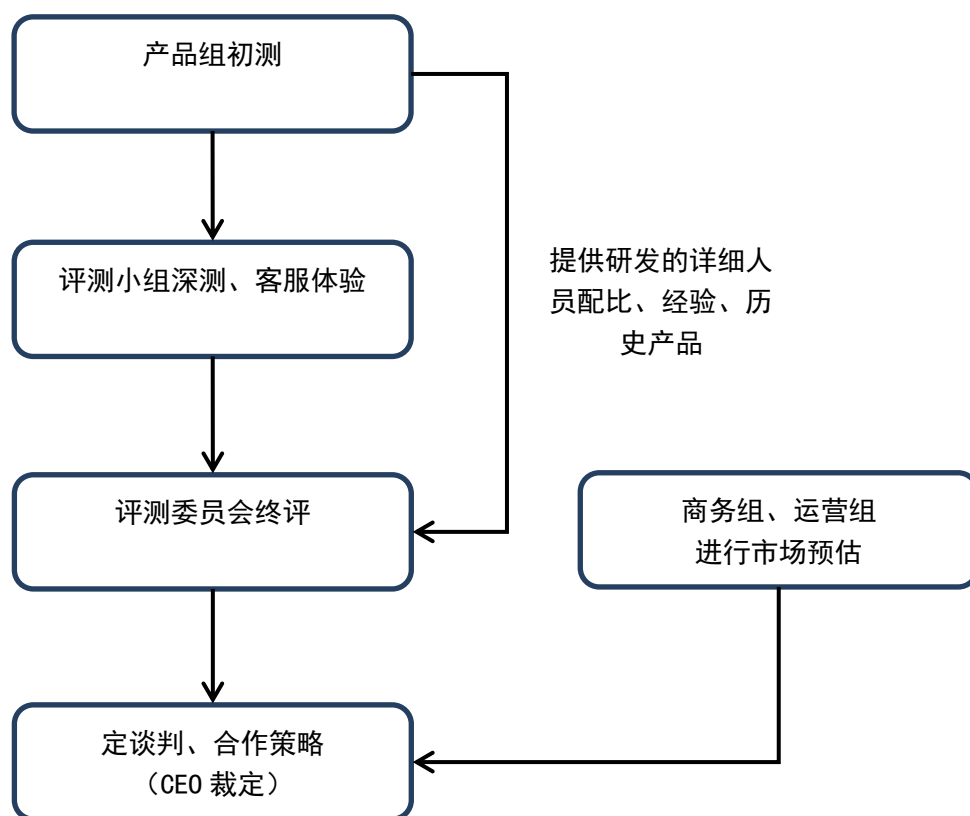 产品组初测
评测小组深测、客服体验
提供研发的详细人
员配比、经验、历
史产品
评测委员会终评
商务组、运营组
进行市场预估
定谈判、合作策略
（CEO 裁定）